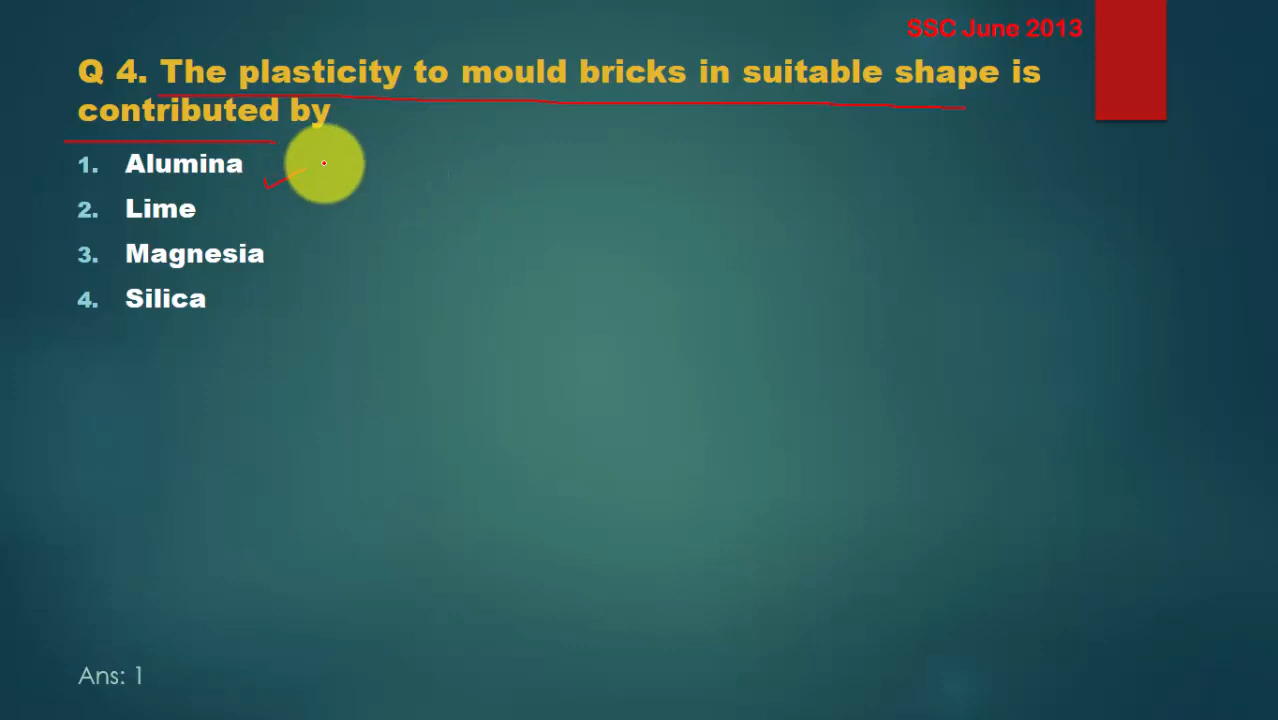 SSC June 2013
Q 4. The plasticity to mould bricks in suitable shape is
contributed by
1. Alumina
2. Lime
3. Magnesia
4. Silica
Ans: 1